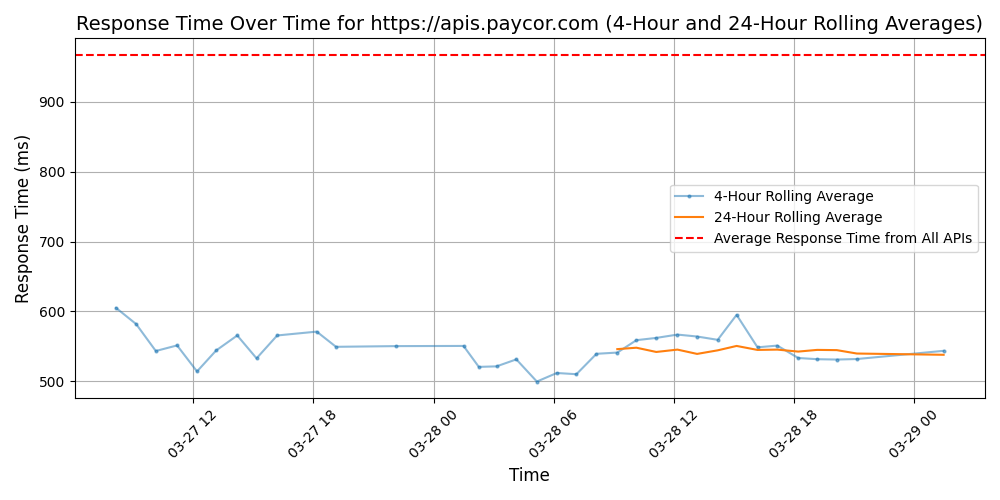 Response Time Over Time for https://apis.paycor.com (4-Hour and 24-Hour Rolling Averages)
Response Time (ms)
900
800
700
600
500
4-Hour Rolling Average
24-Hour Rolling Average
Average Response Time from All APIs
03-27 12
03-27 18
03-28 00
03-28 06
03-28 12
03-28 18
03-29 00
Time